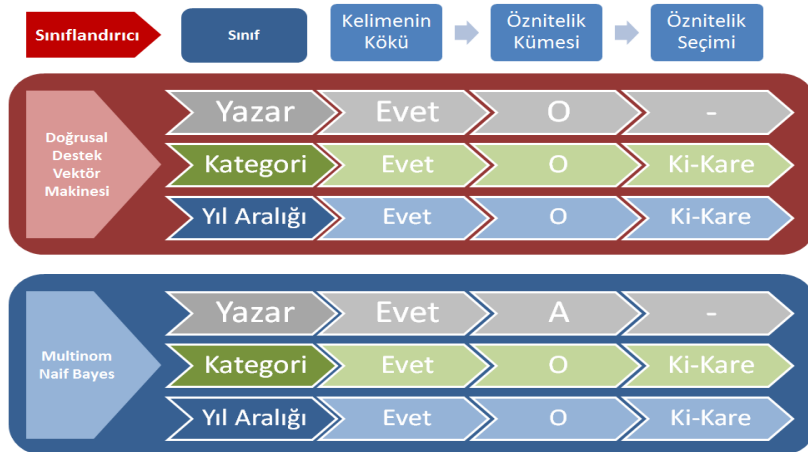 Sınıflandırıcı
Sınıf
Kelimenin
Kökü
Öznitelik
Kümesi
Öznitelik
Seçimi
Doğrusal
Destek
Vektör
Makinesi
Yazar Evet O -
Kategori Evet O Ki-Kare
Yıl Aralığı Evet O Ki-Kare
Multinom
Naif Bayes
Yazar Evet A -
Kategori Evet O Ki-Kare
Yıl Aralığı Evet O Ki-Kare